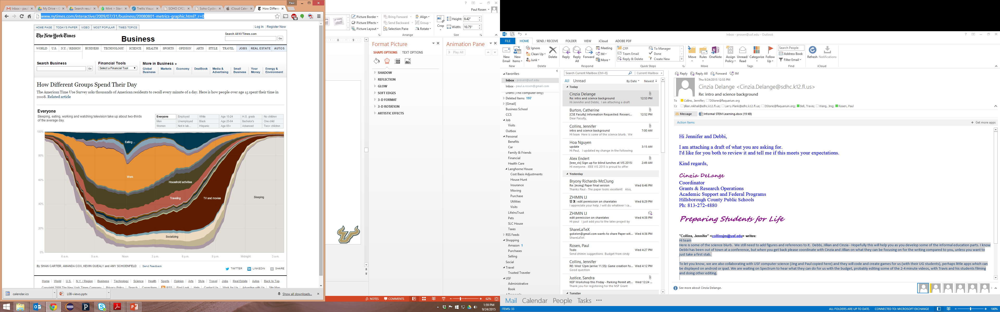 Paul
Inbox - paul
My Drive - G
Search resul
Mint > Start
Trellis Visual
SOHO CYCL
Soho Cyclin
iCloud Calen
How Differen
www.nytimes.com/interactive/2009/07/31/business/20080801-metrics-graphic.html?_r=0
HOME PAGE TODAY'S PAPER VIDEO MOST POPULAR TIMES TOPICS
Log In Register Now
The New York Times
Business
Search All NYTimes.com
Go
WORLD U.S. N.Y. / REGION BUSINESS TECHNOLOGY SCIENCE HEALTH SPORTS OPINION ARTS STYLE TRAVEL JOBS REAL ESTATE AUTOS
Search Business
Go
Financial Tools
Select a Financial Tool
More in Business »
Global Business
Markets
Economy
DealBook
Media & Advertising
Small Business
Your Money
Energy & Environment
How Different Groups Spend Their Day
The American Time Use Survey asks thousands of American residents to recall every minute of a day. Here is how people over age 15 spent their time in
2008. Related article
Everyone
Sleeping, eating, working and watching television take up about two-thirds
of the average day.
Everyone Employed White Age 15-24 H.S. grads No children
Men Unemployed Black Age 25-64 Bachelor's One child
Women Not in lab... Hispanic Age 65+ Advanced Two+ children
100%
80%
60%
40%
20%
0%
Eating ...
Work
Household activities
Traveling
TV and movies
Sleeping
Socializing
6 a.m. 9 a.m. Noon 3 p.m. 6 p.m. 9 p.m. Midnight 3 a.m.
By SHAN CARTER, AMANDA COX, KEVIN QUEALY and AMY SCHOENFELD | Send Feedback
TWITTER LINKEDIN SHARE
Home World U.S. N.Y. / Region Business Technology Science Health Sports Opinion Arts Style Travel Jobs Real Estate Autos Back to Top
Copyright 2009 The New York Times Company Privacy Policy Search Corrections RSS First Look Help Contact Us Work for Us Advertise with Us Site Map
calendar.ics
L08-views.pptx
Show all downloads...
Paul Rosen
Picture Border
Picture Effects
Picture Layout
Bring Forward
Send Backward
Selection Pane
Align
Group
Rotate
Arrange
Crop
Height: 9.42"
Width: 10.75"
Size
8 9
Format Picture
SHAPE OPTIONS TEXT OPTIONS
SHADOW
REFLECTION
GLOW
SOFT EDGES
3-D FORMAT
3-D ROTATION
ARTISTIC EFFECTS
Animation Pane
Play All
NOTES COMMENTS 62%
1:59 PM
9/24/2015
Inbox - prosen@usf.edu - Outlook
FILE HOME SEND / RECEIVE FOLDER VIEW iCloud ADOBE PDF
New Email
New Items
New
Ignore
Clean Up
Junk
Delete
Delete
Reply
Reply All
Forward
Meeting
IM
More
Respond
CFP
Team Email
Reply & Delete
To Manager
Done
Create New
Quick Steps
Move
Rules
OneNote
Move
Assign Policy
Unread/ Read
Categorize
Follow Up
Tags
Search People
Address Book
Filter Email
Find
Refresh
Notifications
iCloud
Favorites
Inbox - prosen@usf.edu
Inbox - paul.a.rosen@gmail.com
Drafts (This computer only)
Deleted Items 197
[Gmail]
Business School
CCS
Job
Visits
Outbox
Personal
Benefits
Car
Family & Friends
Financial
Health Care
Langhorne House
Cost Basis Adjustments
House Hunt
Insurance
Moving
Purchase
Utilities
Visits
LifeInsTrust
Pets
SLC House
Taxes
RSS Feeds
Shopping
Amazon 1
Purchases
Selling
Social
Travel
Trusted Traveler
USF
Administrative
Book
Search Current Mailbox (Ctrl+E)
Current Mailbox
All Unread
By Date Newest
Today
Cinzia Delange
Re: intro and science background 12:53 PM
Hi Jennifer and Debbi, I am attaching a draft
Burton, Catherine
[CSE Faculty] Information Requested: Researc... 12:52 PM
Dear Faculty,
Collins, Jennifer
intro and science background 7:00 AM
Hi team Here is some of the science blurb. We
Hoa Nguyen
update 3:15 AM
Hi Paul, I updated my change in the following
Alex Endert
[ieee_vis] Sign up for blind lunches at VIS 2015! 2:49 AM
Hi everyone- IEEE VIS 2015 is proud to offer
Yesterday
Bryony Richards-McClung
Re: [msmg] Paper final version Wed 6:46 PM
Thanks Paul - The paper looks excellent! Also,
ZHIMIN LI
答复: edit permission on sharelatex Wed 6:29 PM
I appreciate your help. I will do whatever I ca...
ZHIMIN LI
edit permission on sharelatex Wed 4:38 PM
Hi paul I just add you to the latex project by
ShareLaTeX
gokeivn@gmail.com wants to share Paper wit... Wed 4:36 PM
ShareLaTeX
Rosen, Paul
Todo Wed 4:27 PM
Send zhimin suggestions Budget from cindy
Collins, Jennifer
RE: Wed 12pm (arrive 11.55): Game creation fo... Wed 4:12 PM
Good question
Justice, Sandra
NSF Workshop this Friday - Parking Permit att... Wed 12:24 ...
Thank you for registering for the NSF Grant
Tuesday
Reply Reply All Forward IM
Thu 9/24/2015 12:53 PM
Cinzia Delange <Cinzia.Delange@sdhc.k12.fl.us>
Re: intro and science background
To Collins, Jennifer; 'DStone@flaquarium.org
Cc jillian.mikhail@sdhc.k12.fl.us; Larry.Plank@sdhc.k12.fl.us; DStone@flaquarium.org; Bell, Travis; Wang, Jing; Rosen, Paul
Message Informal STEM Learning.docx (19 KB)
Action Items
+ Get more apps
Hi Jennifer and Debbi,
I am attaching a draft of what you are asking for.
I'd like for you both to review it and tell me if this meets your expectations.
Kind regards,
Cinzia DeLange
Coordinator
Grants & Research Operations
Academic Support and Federal Programs
Hillsborough County Public Schools
Ph: 813-272-4880
Preparing Students for Life
"Collins, Jennifer" <collinsjm@usf.edu> writes:
Hi team
Here is some of the science blurb. We still need to add figures and references to it. Debbi, Jillian and Cinzia - Hopefully this will help you as you develop some of the informal education parts. I know
Debbi has been out of town at a conference, but when you get back please coordinate with Cinzia and Jillian on what they can be focusing on for the writing compared to you, unless you want to
just take a first stab.
To let you know, we are also collaborating with USF computer science (Jing and Paul copied here) and they will code and create games for us (with their UG students), perhaps little apps which can
be displayed on android or ipad. We are waiting on Spectrum to hear what they can do for us with the budget, probably editing some of the 2-4 minute videos, with Travis and his students filming
and doing other editing.
See more about Cinzia Delange.
Mail Calendar People Tasks ...
ITEMS: 33
ALL FOLDERS ARE UP TO DATE. CONNECTED TO: MICROSOFT EXCHANGE 100%